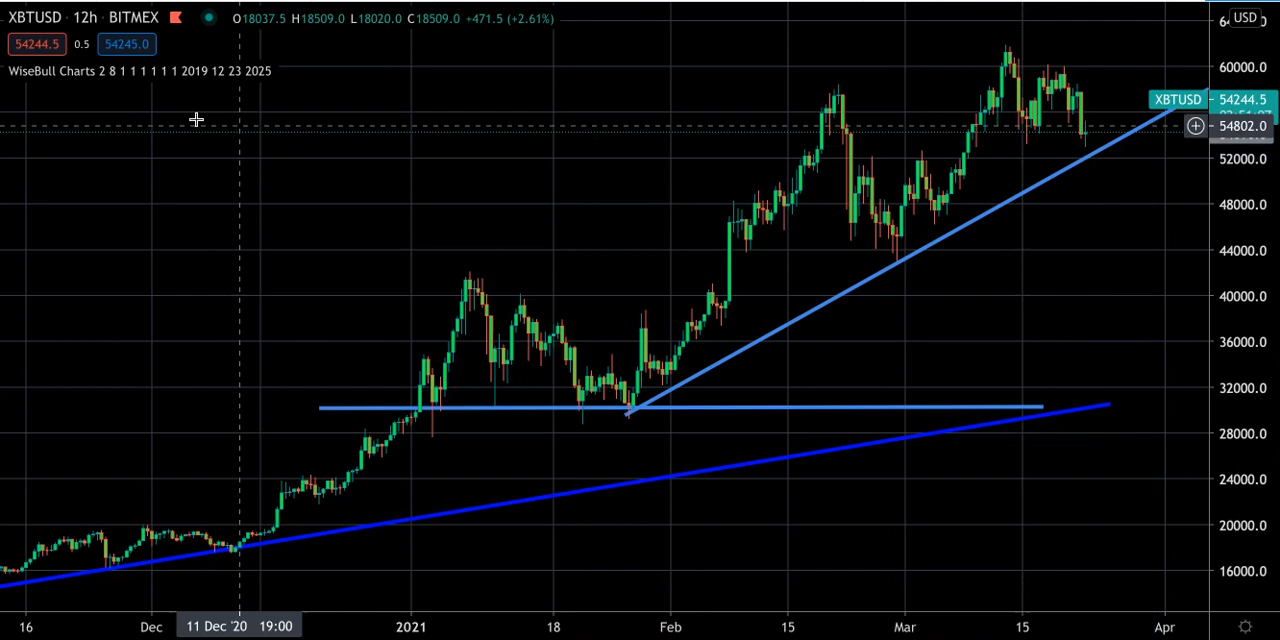 XBTUSD · 12h · BITMEX O18037.5 H18509.0 L18020.0 C18509.0 +471.5 (+2.61%)
54244.5 0.5 54245.0
WiseBull Charts 2 8 1 1 1 1 1 1 2019 12 23 2025
USD
60000.0
XBTUSD 54244.5
54802.0
52000.0
48000.0
44000.0
40000.0
36000.0
32000.0
28000.0
24000.0
20000.0
16000.0
16 Dec 11 Dec '20 19:00 2021 18 Feb 15 Mar 15 Apr